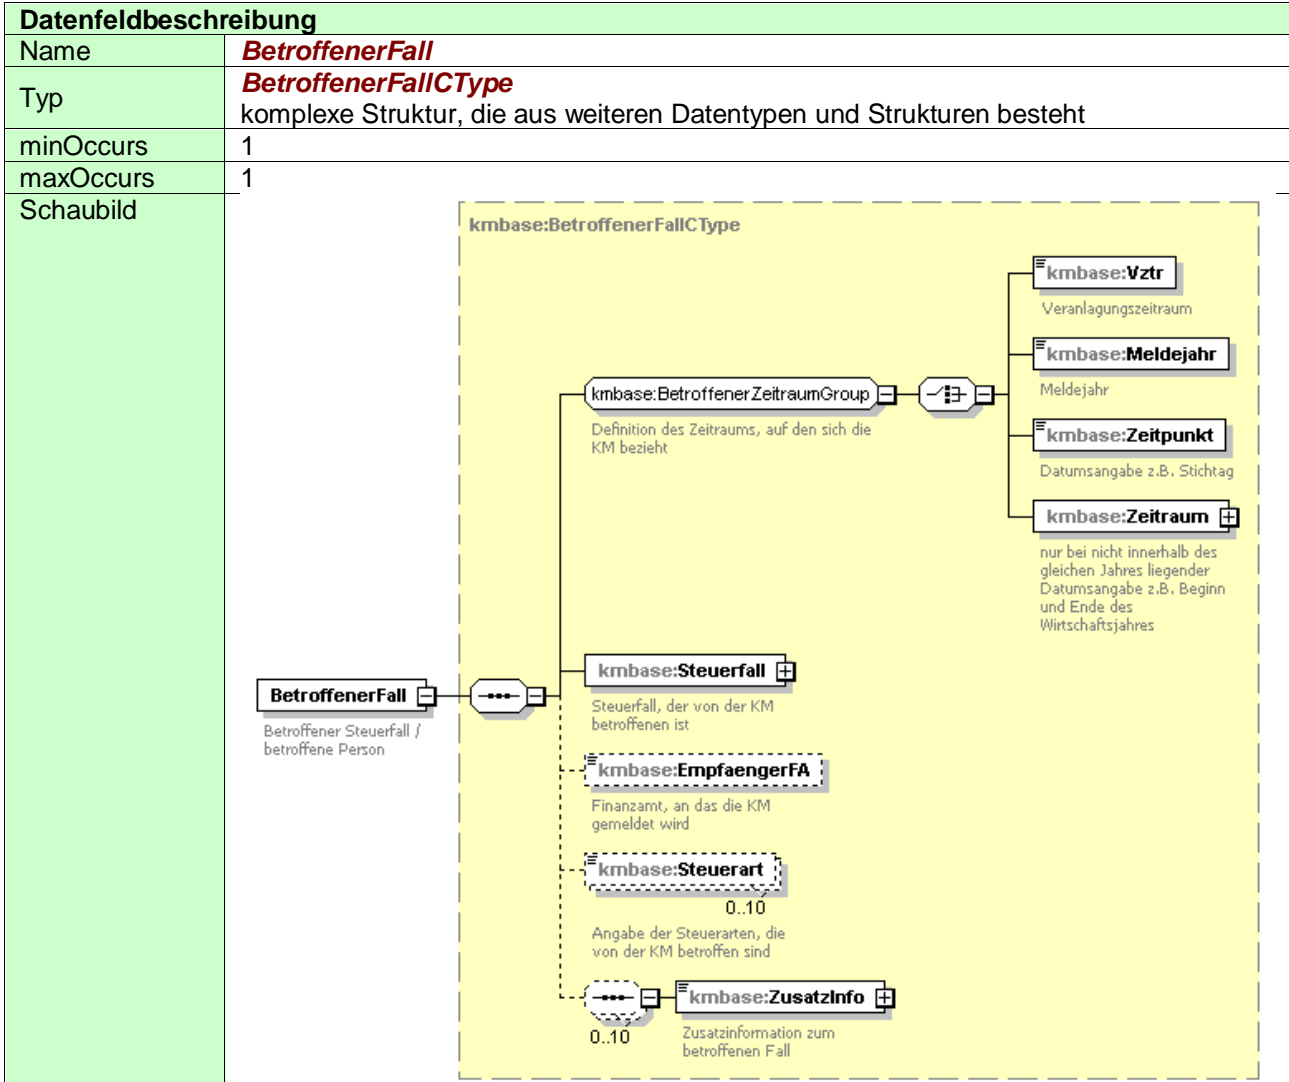 Datenfeldbeschreibung
Name
BetroffenerFall
Typ
BetroffenerFallCType
komplexe Struktur, die aus weiteren Datentypen und Strukturen besteht
minOccurs
1
maxOccurs
1
Schaubild
kmbase:BetroffenerFallCType
kmbase:Vztr
Veranlagungszeitraum
kmbase:Meldejahr
Meldejahr
kmbase:BetroffenerZeitraumGroup
Definition des Zeitraums, auf den sich die
KM bezieht
kmbase:Zeitpunkt
Datumsangabe z.B. Stichtag
kmbase:Zeitraum
nur bei nicht innerhalb des
gleichen Jahres liegender
Datumsangabe z.B. Beginn
und Ende des
Wirtschaftsjahres
kmbase:Steuerfall
Steuerfall, der von der KM
betroffenen ist
BetroffenerFall
Betroffener Steuerfall /
betroffene Person
kmbase:EmpfaengerFA
Finanzamt, an das die KM
gemeldet wird
kmbase:Steuerart
0..10
Angabe der Steuerarten, die
von der KM betroffen sind
kmbase:ZusatzInfo
0..10
Zusatzinformation zum
betroffenen Fall